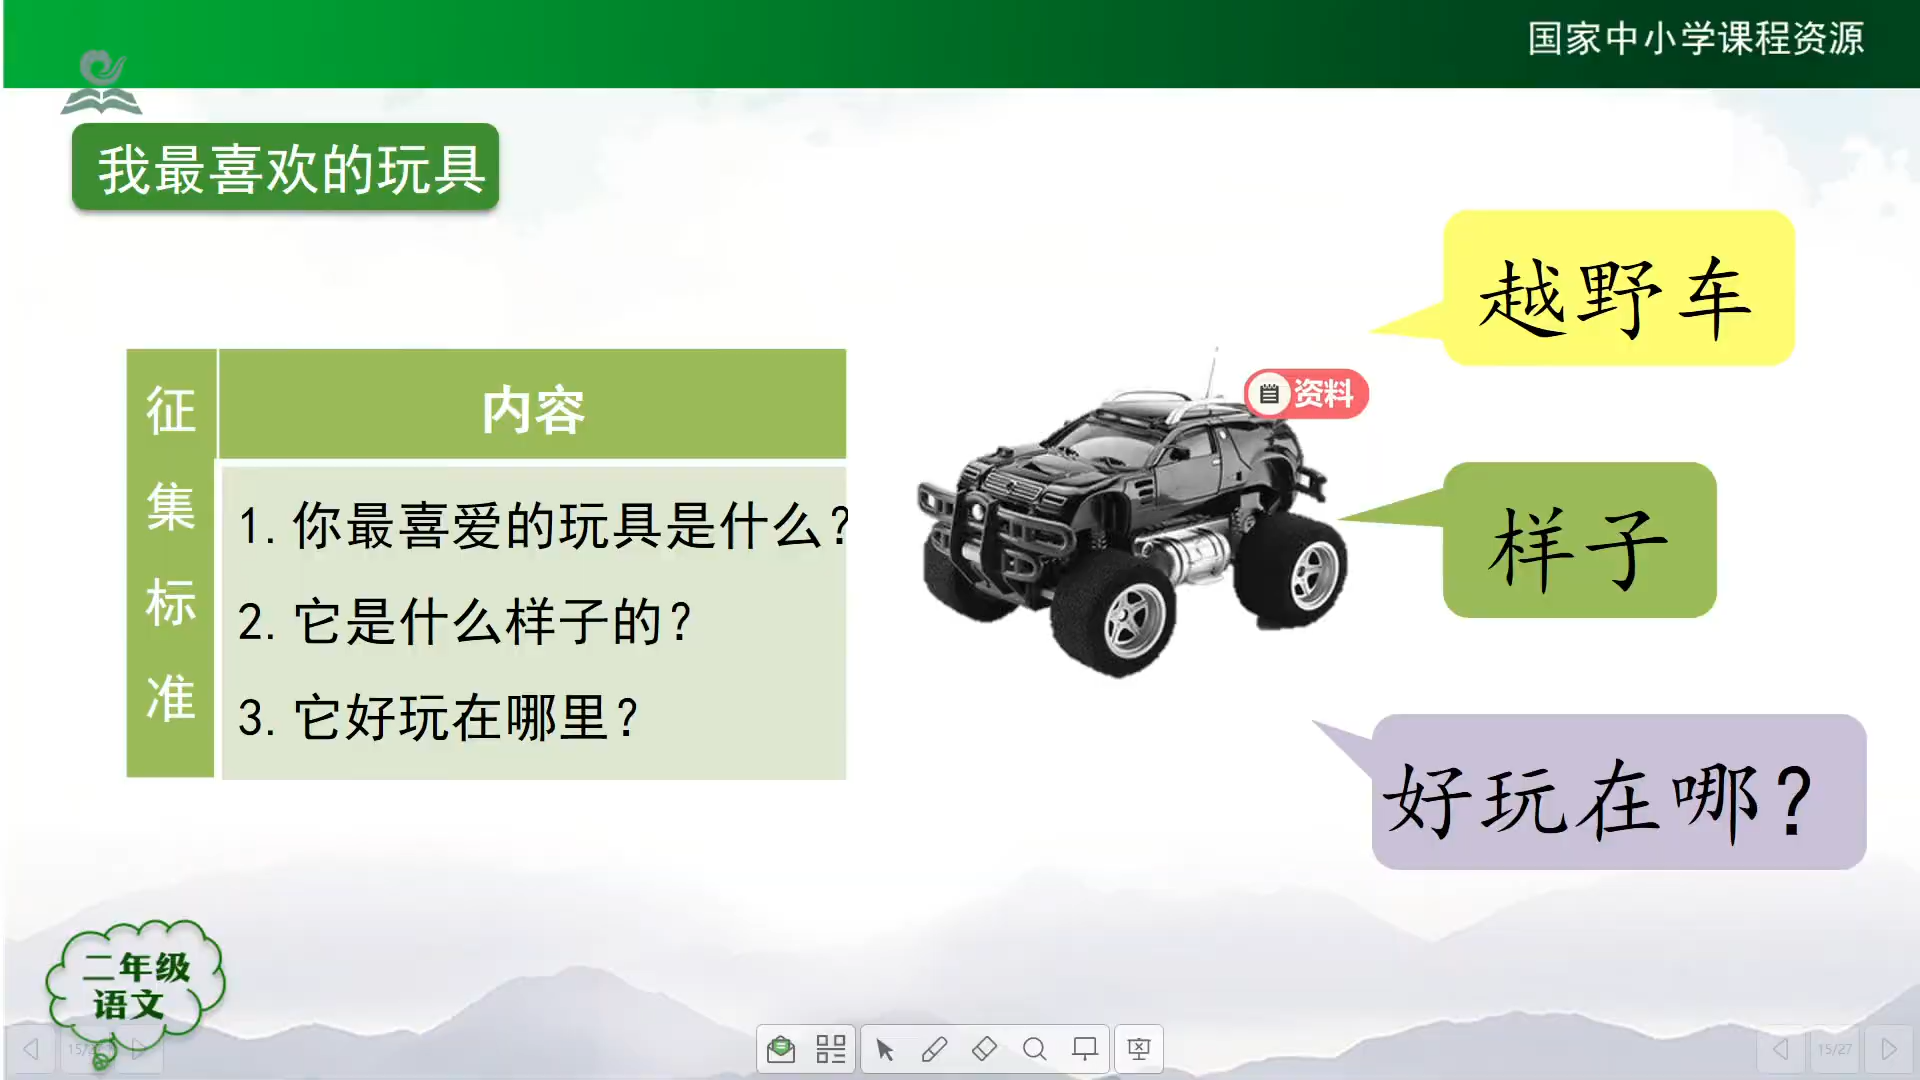 国家中小学课程资源
我最喜欢的玩具
越野车
资料
征集标准
内容
1.你最喜爱的玩具是什么?
2.它是什么样子的?
3.它好玩在哪里?
样子
好玩在哪?
二年级
语文
15/27